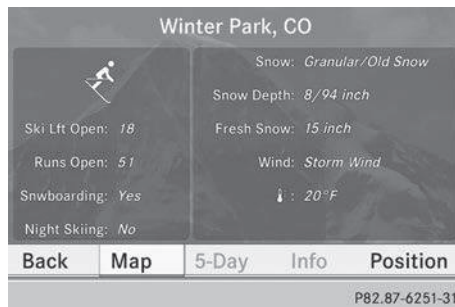 Winter Park, CO
Ski Lft Open: 18
Runs Open: 51
Snwboarding: Yes
Night Skiing: No
Snow: Granular/Old Snow
Snow Depth: 8/94 inch
Fresh Snow: 15 inch
Wind: Storm Wind
: 20°F
Back Map 5-Day Info Position
P82.87-6251-31